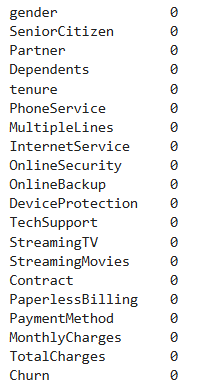 gender 0
SeniorCitizen 0
Partner 0
Dependents 0
tenure 0
PhoneService 0
MultipleLines 0
InternetService 0
OnlineSecurity 0
OnlineBackup 0
DeviceProtection 0
TechSupport 0
StreamingTV 0
StreamingMovies 0
Contract 0
PaperlessBilling 0
PaymentMethod 0
MonthlyCharges 0
TotalCharges 0
Churn 0